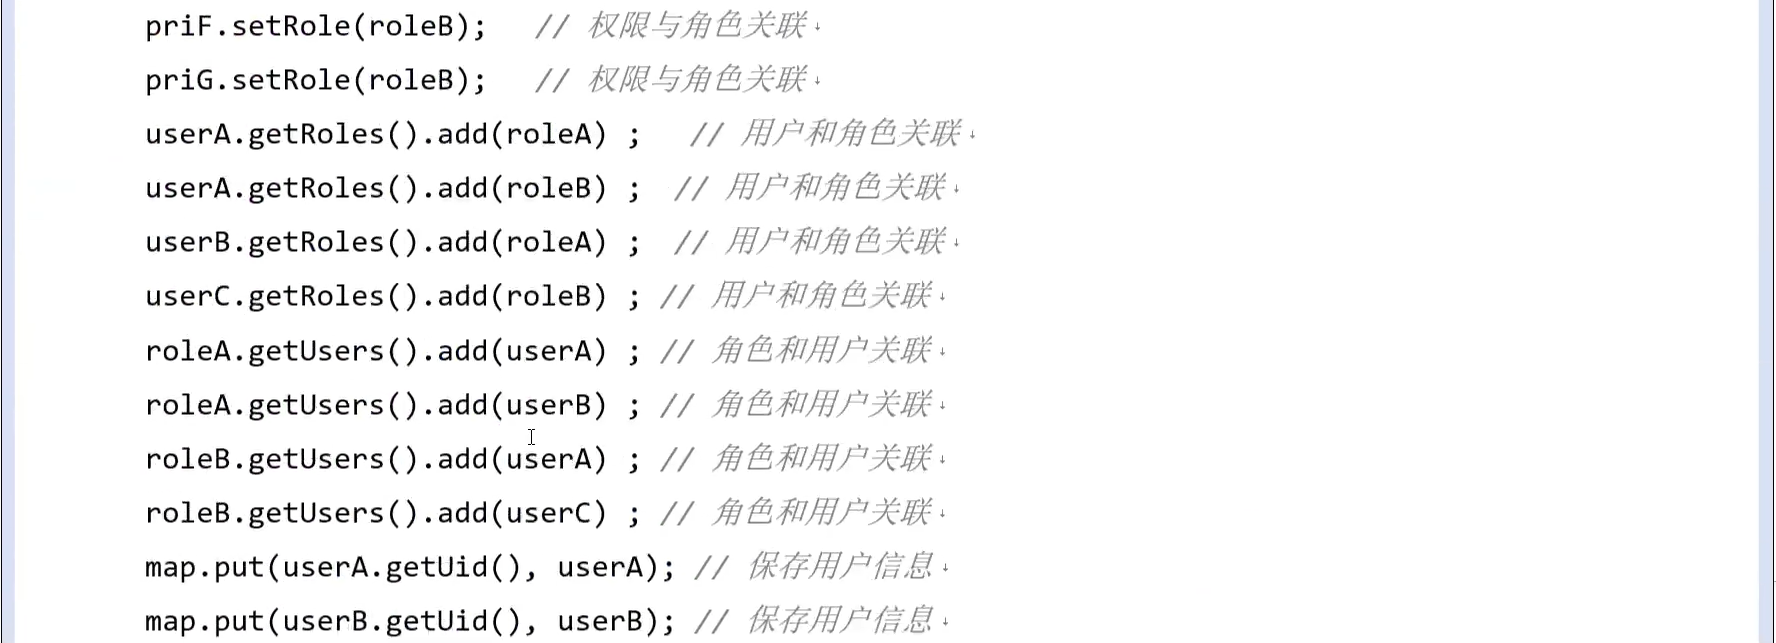 priF.setRole(roleB);   // 权限与角色关联
priG.setRole(roleB);   // 权限与角色关联
userA.getRoles().add(roleA) ;   // 用户和角色关联
userA.getRoles().add(roleB) ;  // 用户和角色关联
userB.getRoles().add(roleA) ;  // 用户和角色关联
userC.getRoles().add(roleB) ; // 用户和角色关联
roleA.getUsers().add(userA) ; // 角色和用户关联
roleA.getUsers().add(userB) ; // 角色和用户关联
roleB.getUsers().add(userA) ; // 角色和用户关联
roleB.getUsers().add(userC) ; // 角色和用户关联
map.put(userA.getUid(), userA); // 保存用户信息
map.put(userB.getUid(), userB); // 保存用户信息